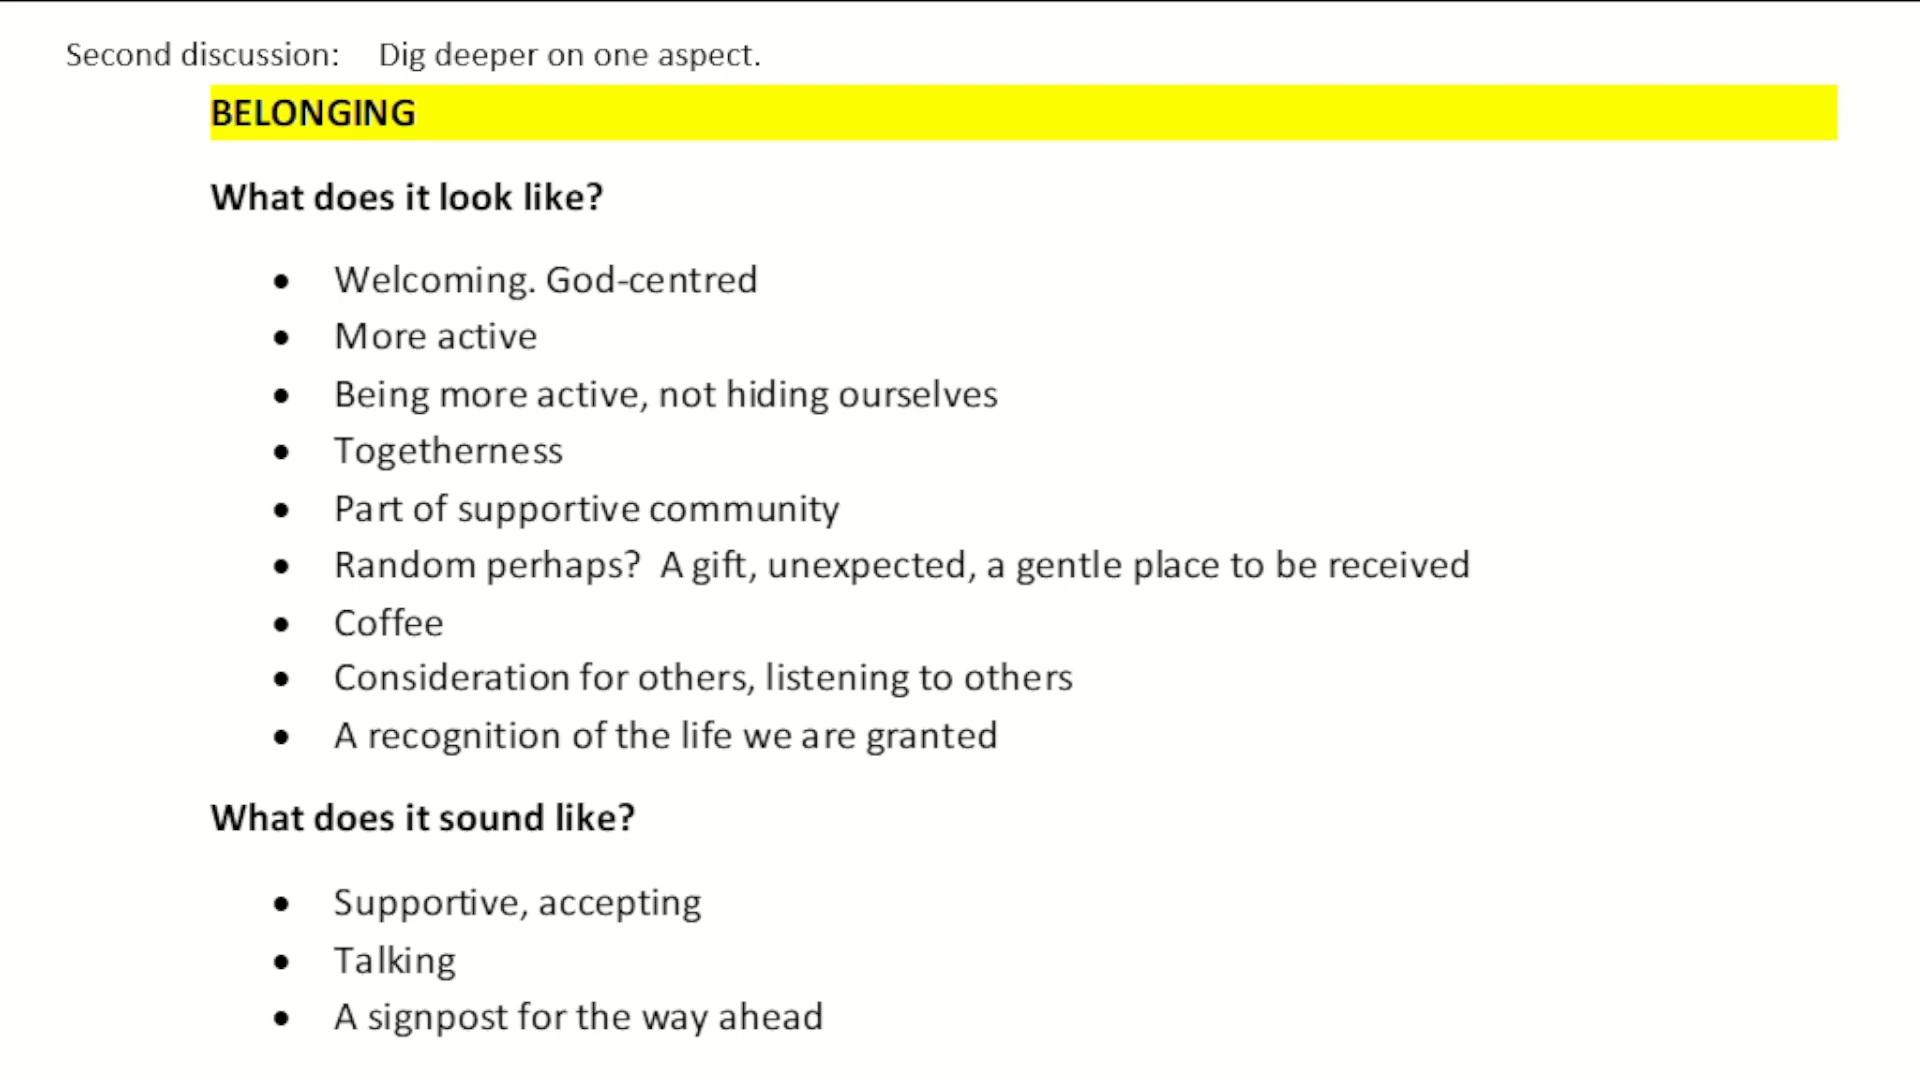 Second discussion: Dig deeper on one aspect.
BELONGING
What does it look like?
• Welcoming. God-centred
• More active
• Being more active, not hiding ourselves
• Togetherness
• Part of supportive community
• Random perhaps? A gift, unexpected, a gentle place to be received
• Coffee
• Consideration for others, listening to others
• A recognition of the life we are granted
What does it sound like?
• Supportive, accepting
• Talking
• A signpost for the way ahead